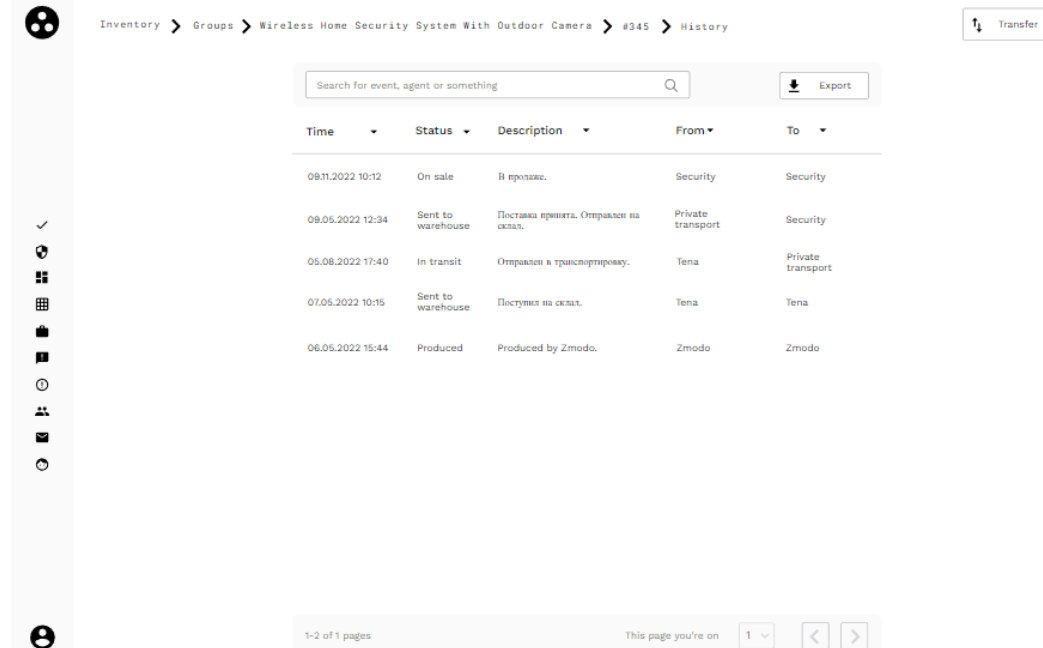 Inventory Groups Wireless Home Security System With Outdoor Camera #345 History
Transfer
Search for event, agent or something
Export
Time Status Description From To
09.11.2022 10:12 On sale В продаже. Security Security
09.05.2022 12:34 Sent to warehouse Поставка принята. Отправлен на склад. Private transport Security
05.08.2022 17:40 In transit Отправлен в транспортировку. Tena Private transport
07.05.2022 10:15 Sent to warehouse Поступил на склад. Tena Tena
06.05.2022 15:44 Produced Produced by Zmodo. Zmodo Zmodo
1-2 of 1 pages This page you're on 1